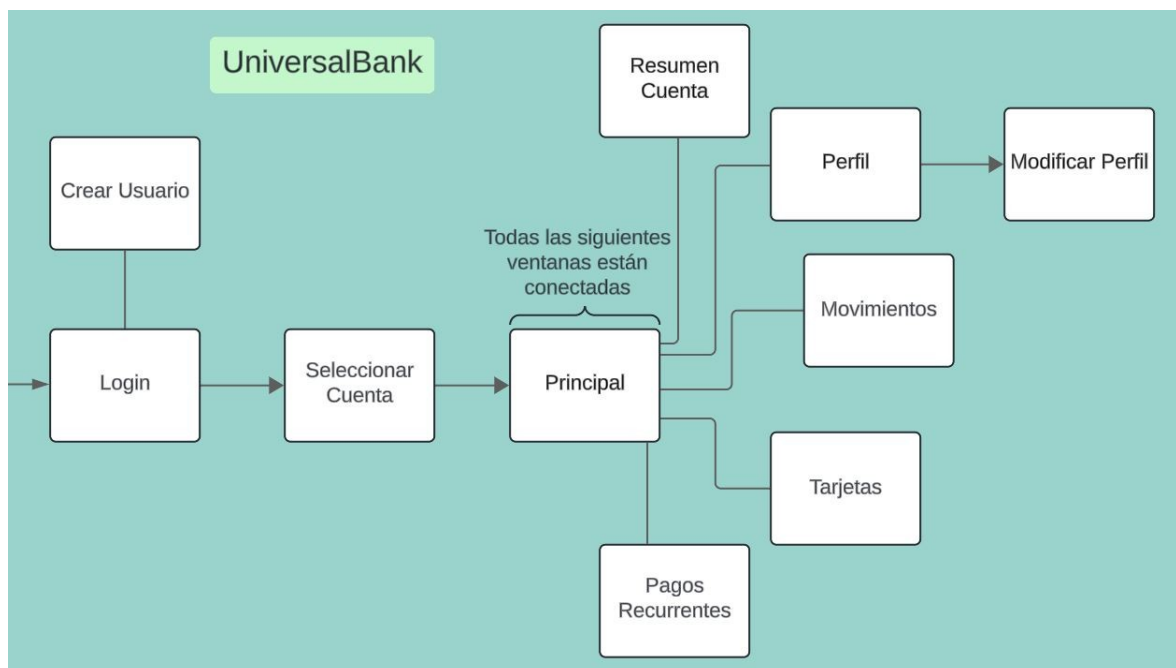 UniversalBank
Resumen
Cuenta
Perfil
Modificar Perfil
Crear Usuario
Todas las siguientes
ventanas están
conectadas
Movimientos
Login
Seleccionar
Cuenta
Principal
Tarjetas
Pagos
Recurrentes